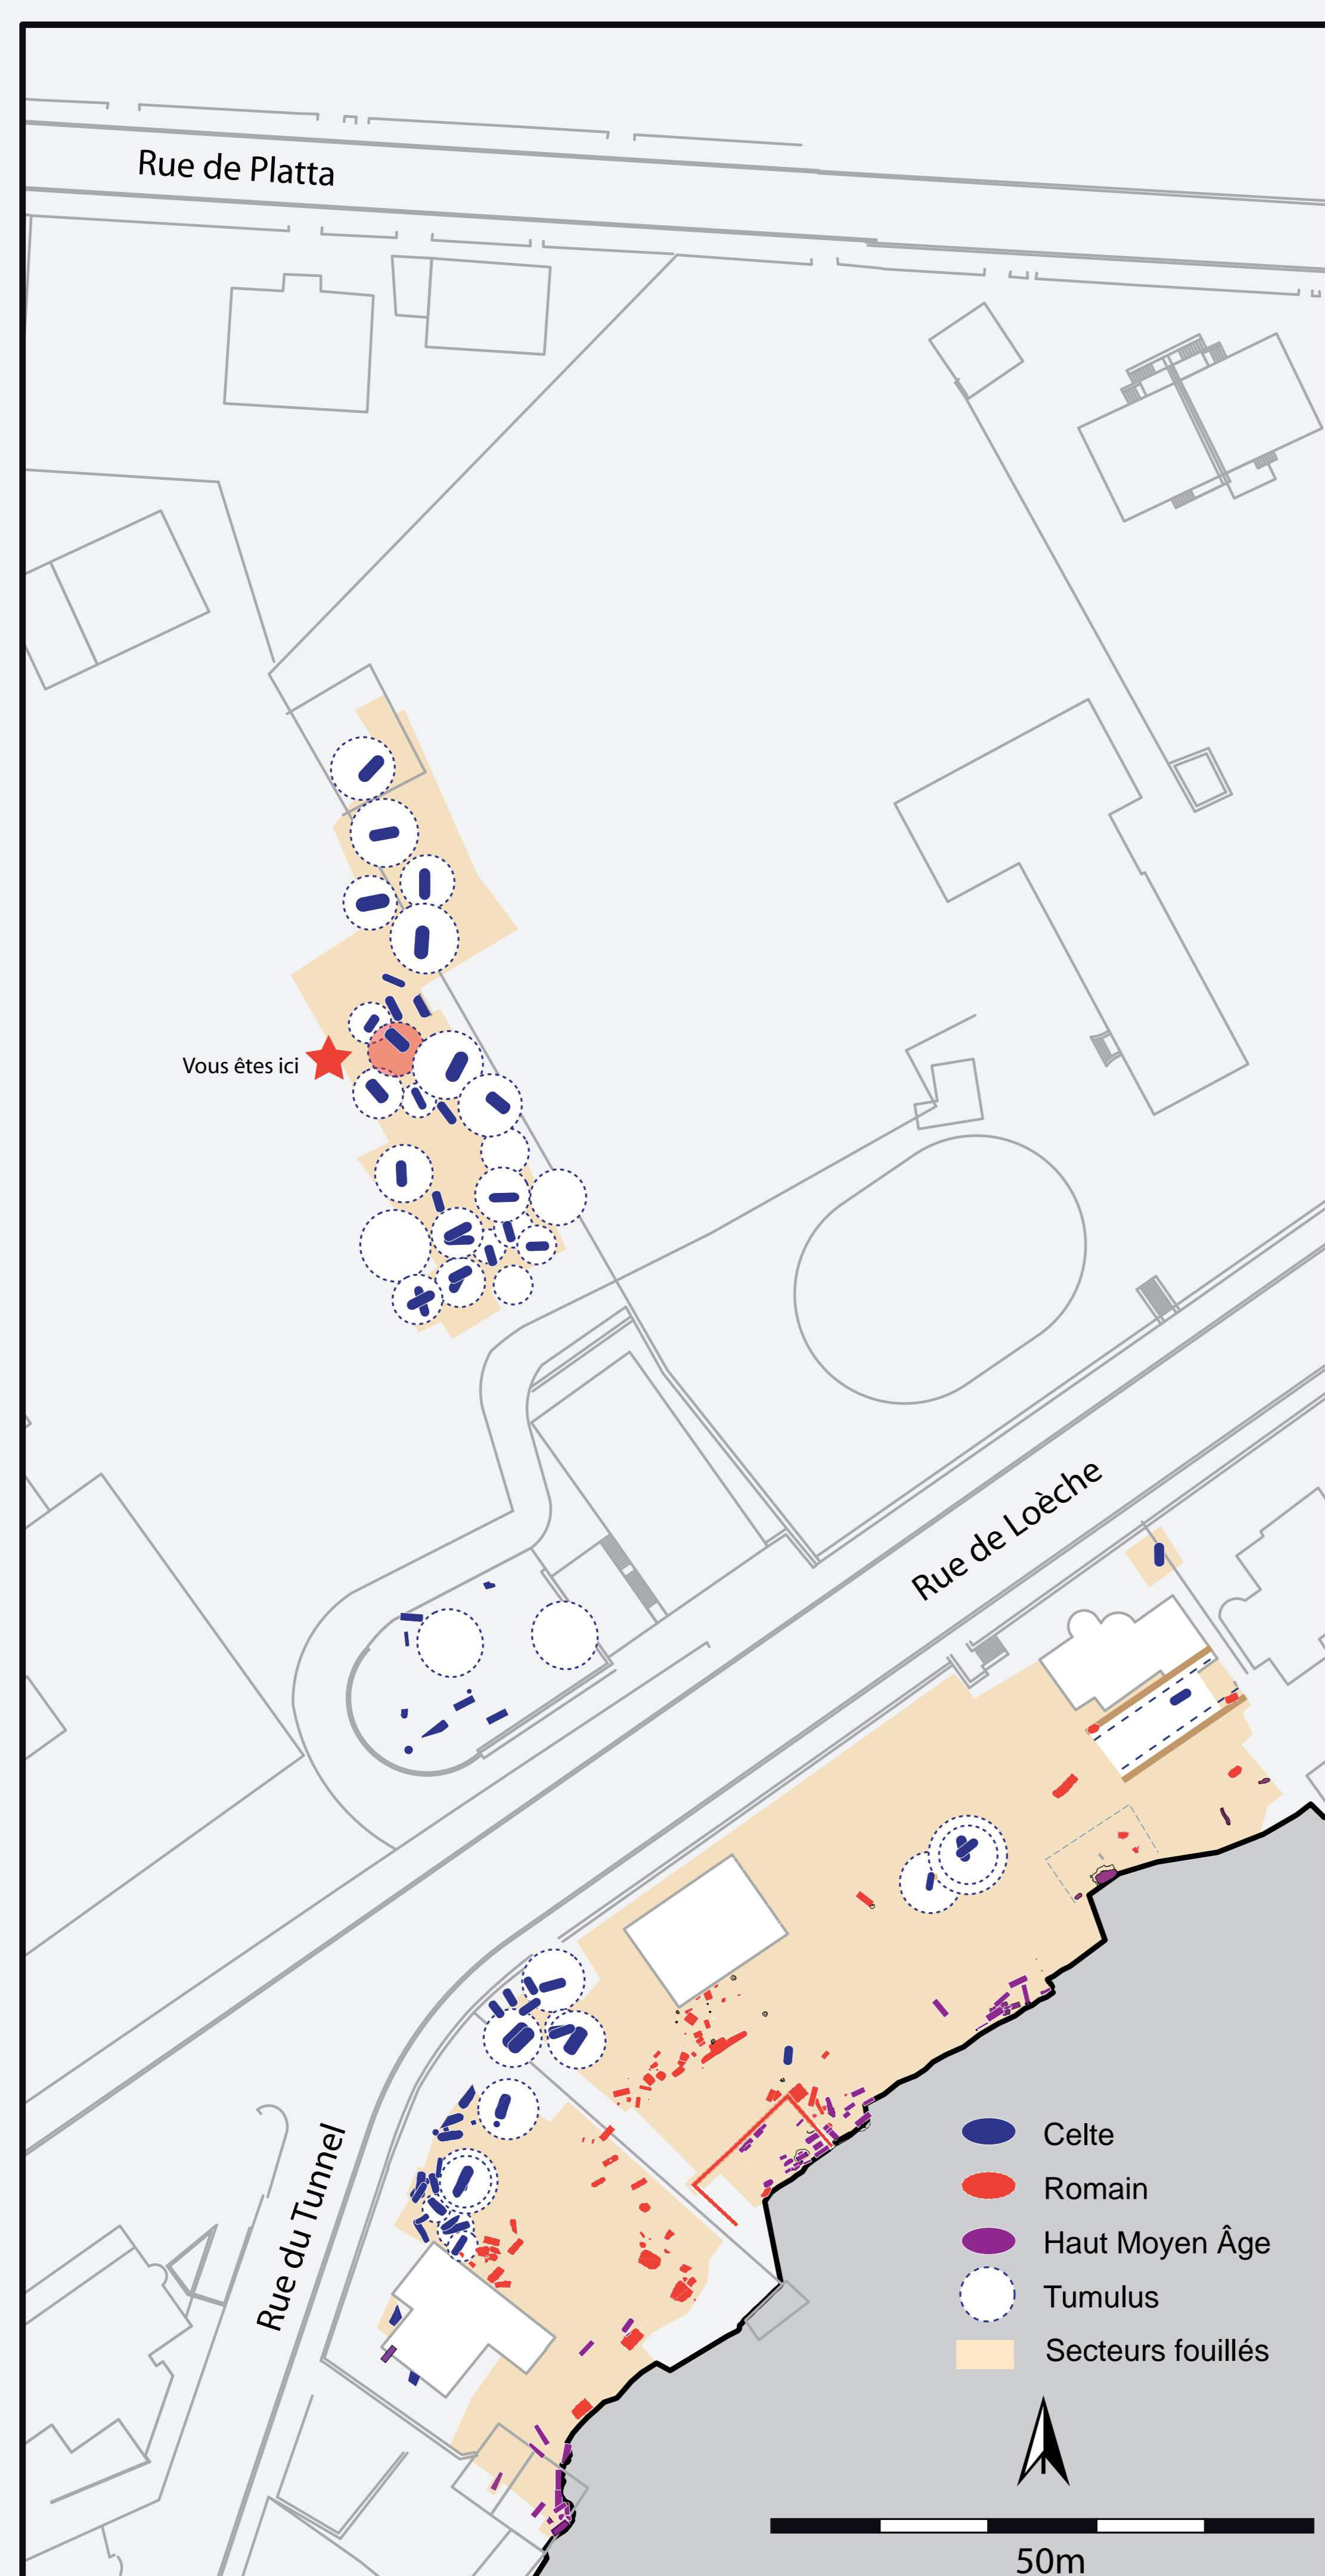 Rue de Platta
Vous êtes ici
Rue de Loèche
Rue du Tunnel
Celte
Romain
Haut Moyen Âge
Tumulus
Secteurs fouillés
50m